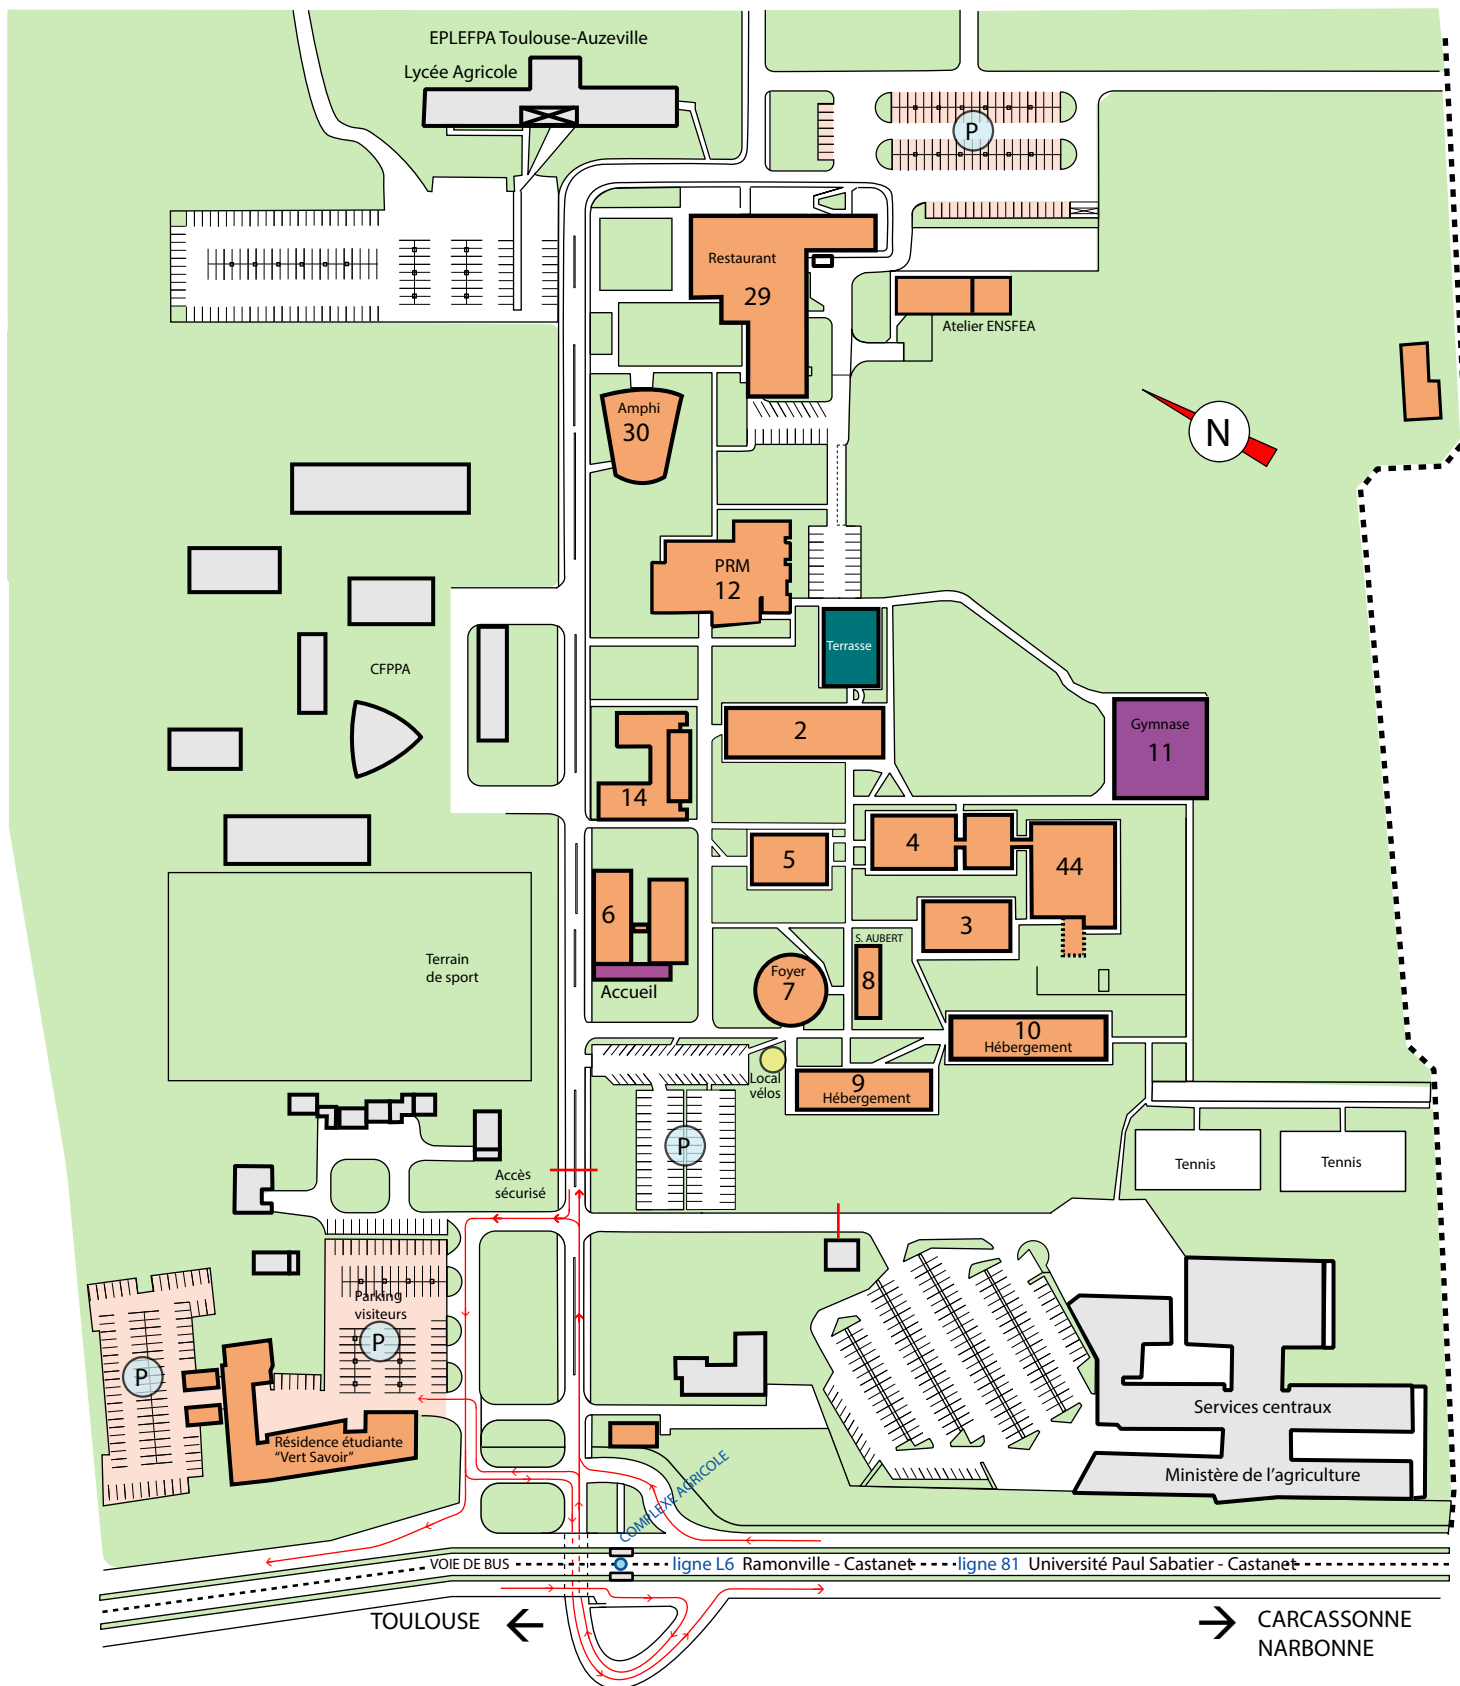 EPLEFPA Toulouse-Auzeville
Lycée Agricole
P
Restaurant
29
Atelier ENSFEA
Amphi
30
N
PRM
12
CFPPA
Terrasse
2
Gymnase
11
14
4
5
44
6
3
S. AUBERT
8
Foyer
7
Terrain
de sport
Accueil
10
Hébergement
Local
vélos
9
Hébergement
P
Accès
sécurisé
Tennis
Tennis
Parking
visiteurs
P
P
Résidence étudiante
"Vert Savoir"
Services centraux
Ministère de l'agriculture
COMPLEXE AGRICOLE
VOIE DE BUS
ligne L6 Ramonville - Castanet
ligne 81 Université Paul Sabatier - Castanet
TOULOUSE
CARCASSONNE
NARBONNE